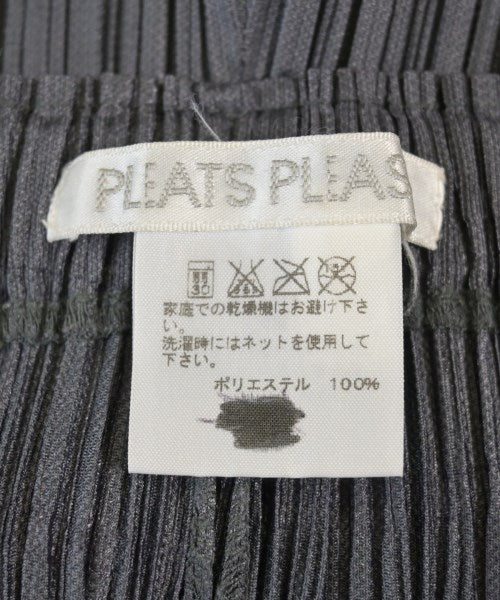 PLEATS PLEAS
家庭での乾燥機はお避け下さ
い。
洗濯時にはネットを使用して
下さい。
ポリエステル 100%